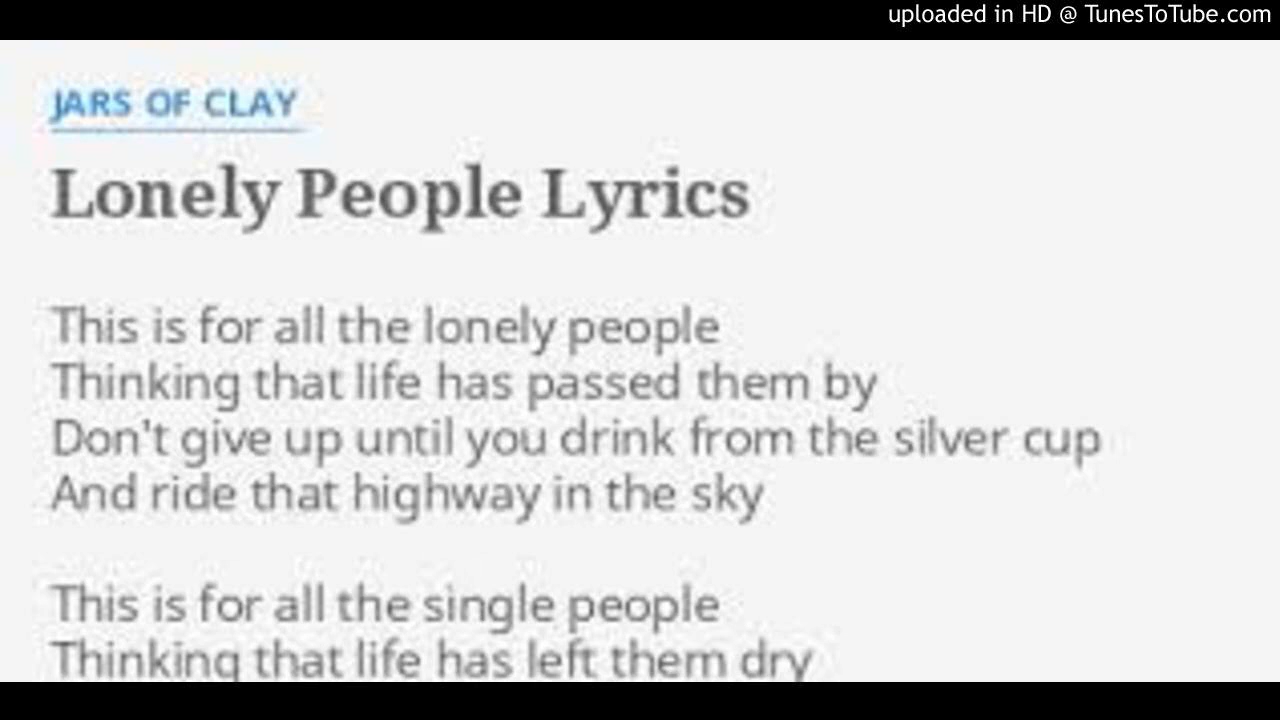 uploaded in HD @ TunesToTube.com
JARS OF CLAY
Lonely People Lyrics
This is for all the lonely people
Thinking that life has passed them by
Don't give up until you drink from the silver cup
And ride that highway in the sky
This is for all the single people
Thinking that life has left them dry